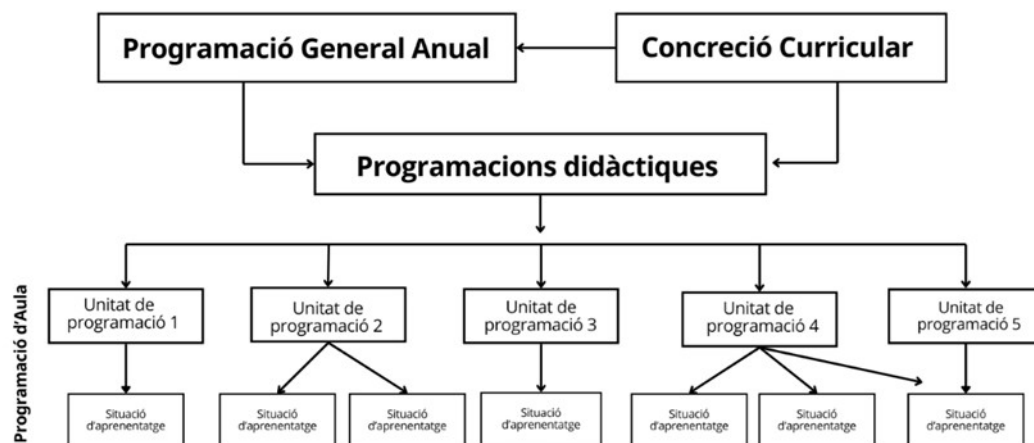 Programació General Anual
Concreció Curricular
Programacions didàctiques
Programació d'Aula
Unitat de
programació 1
Unitat de
programació 2
Unitat de
programació 3
Unitat de
programació 4
Unitat de
programació 5
Situació
d'aprenentatge
Situació
d'aprenentatge
Situació
d'aprenentatge
Situació
d'aprenentatge
Situació
d'aprenentatge
Situació
d'aprenentatge
Situació
d'aprenentatge